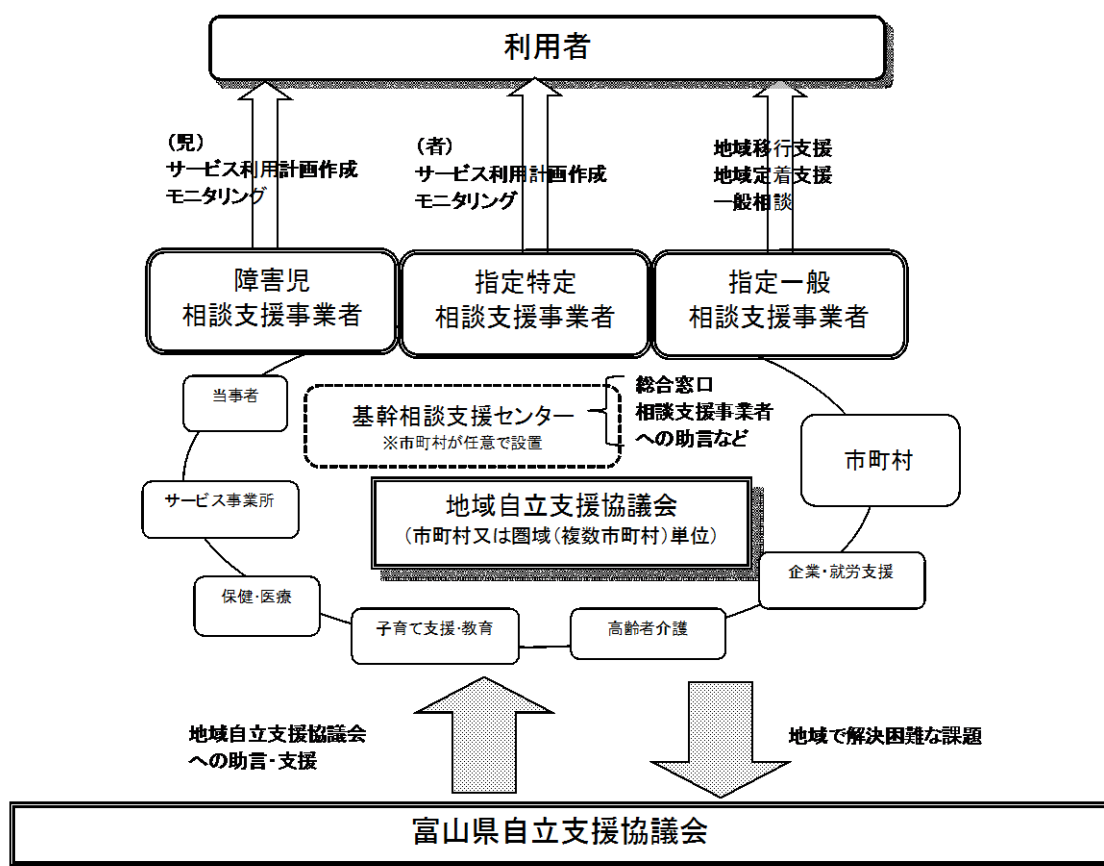 利用者
(児)
サービス利用計画作成
モニタリング
(者)
サービス利用計画作成
モニタリング
地域移行支援
地域定着支援
一般相談
障害児
相談支援事業者
指定特定
相談支援事業者
指定一般
相談支援事業者
当事者
基幹相談支援センター
※市町村が任意で設置
総合窓口
相談支援事業者
への助言など
市町村
サービス事業所
地域自立支援協議会
(市町村又は圏域(複数市町村)単位)
企業・就労支援
保健・医療
子育て支援・教育
高齢者介護
地域自立支援協議会
への助言・支援
地域で解決困難な課題
富山県自立支援協議会